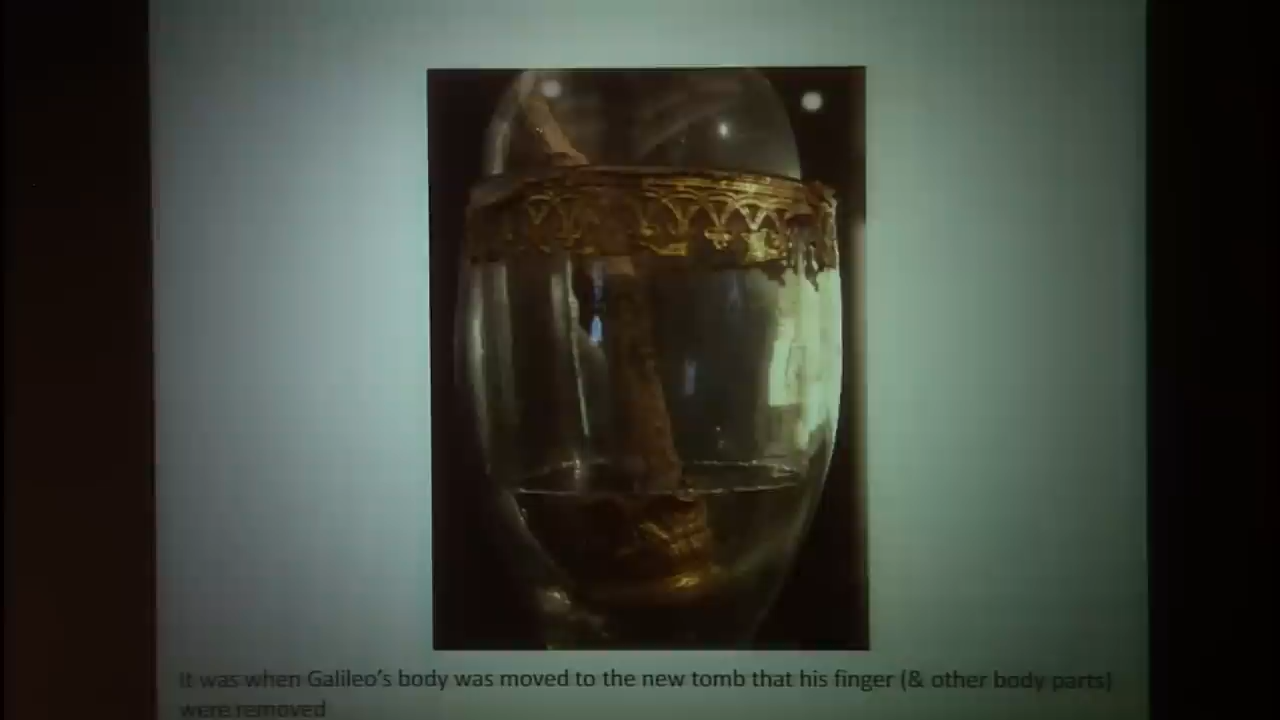 It was when Galileo's body was moved to the new tomb that his finger (& other body parts)
were removed